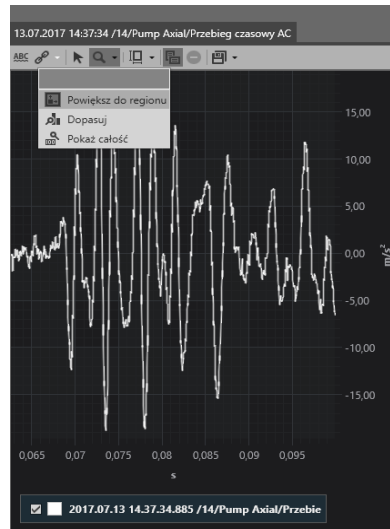 13.07.2017 14:37:34 /14/Pump Axial/Przebieg czasowy AC
ABC
Powiększ do regionu
Dopasuj
100
Pokaż całość
15,00
10,00
5,00
0,00
-5,00
-10,00
-15,00
m/s²
0,065 0,07 0,075 0,08 0,085 0,09 0,095
s
2017.07.13 14.37.34.885 /14/Pump Axial/Przebie